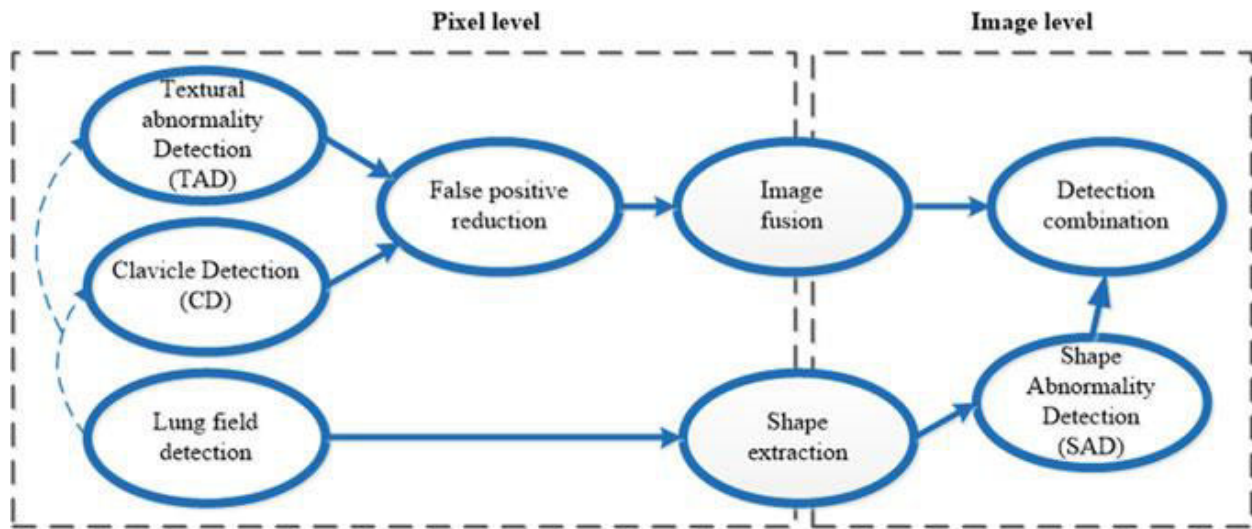 Pixel level
Image level
Textural
abnormality
Detection
(TAD)
False positive
reduction
Image
fusion
Detection
combination
Clavicle Detection
(CD)
Lung field
detection
Shape
extraction
Shape
Abnormality
Detection
(SAD)